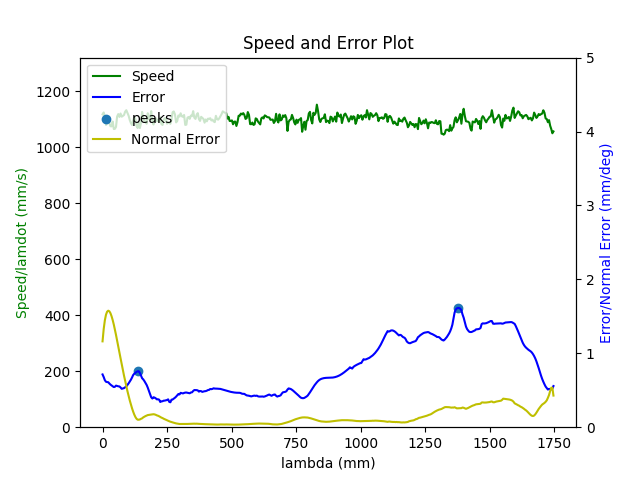 Speed and Error Plot
Speed
Error
peaks
Normal Error
Speed/lamdot (mm/s)
0
200
400
600
800
1000
1200
0
1
2
3
4
5
Error/Normal Error (mm/deg)
0 250 500 750 1000 1250 1500 1750
lambda (mm)